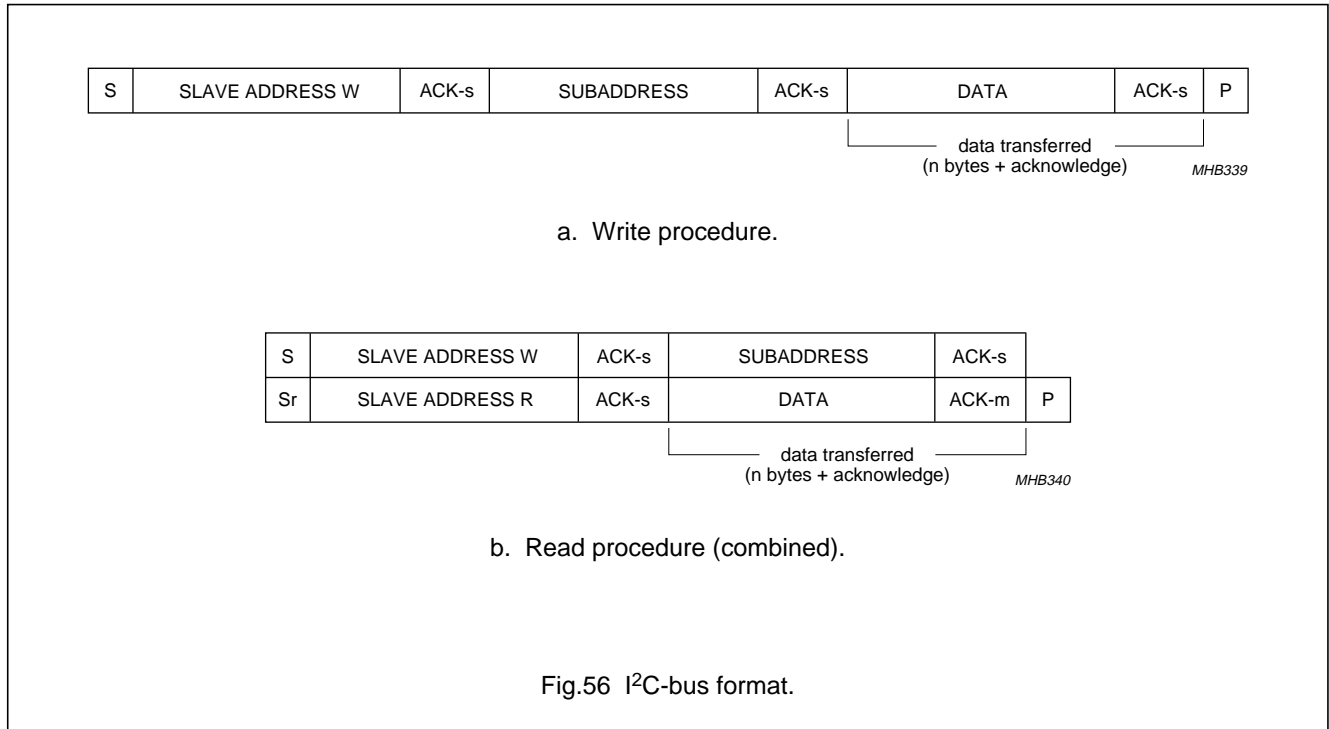 S SLAVE ADDRESS W ACK-s SUBADDRESS ACK-s DATA ACK-s P
data transferred
(n bytes + acknowledge)
MHB339
a. Write procedure.
S SLAVE ADDRESS W ACK-s SUBADDRESS ACK-s
Sr SLAVE ADDRESS R ACK-s DATA ACK-m P
data transferred
(n bytes + acknowledge)
MHB340
b. Read procedure (combined).
Fig.56 I²C-bus format.